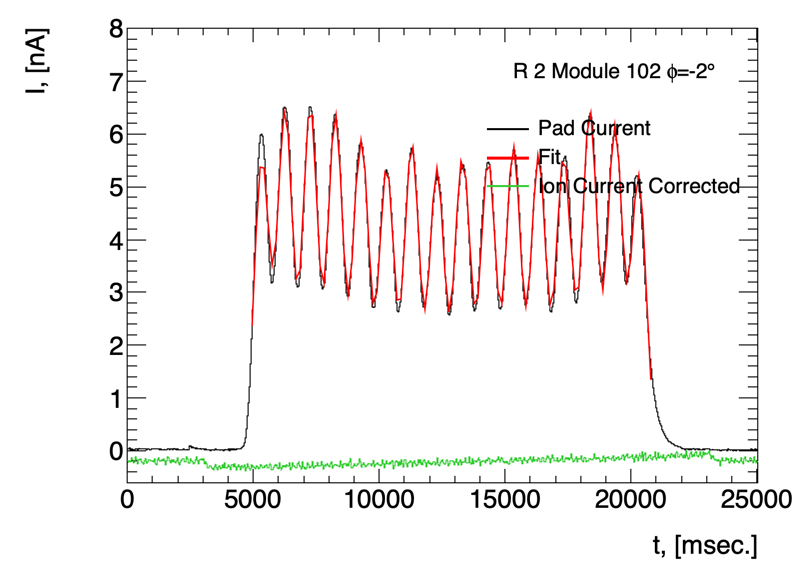 I, [nA]
8
7
6
5
4
3
2
1
0
R 2 Module 102 ϕ=-2°
Pad Current
Fit
Ion Current Corrected
0 5000 10000 15000 20000 25000
t, [msec.]